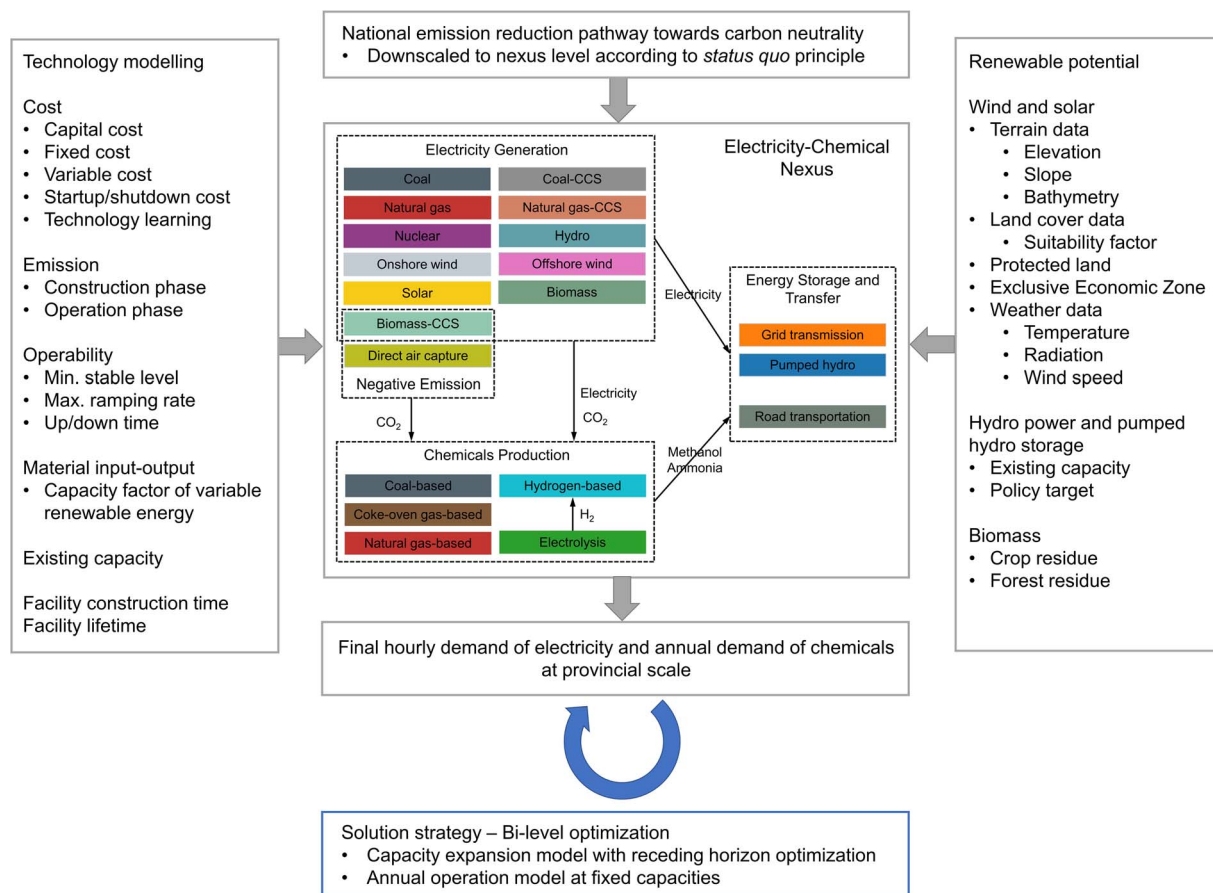 National emission reduction pathway towards carbon neutrality
• Downscaled to nexus level according to status quo principle
Technology modelling
Cost
• Capital cost
• Fixed cost
• Variable cost
• Startup/shutdown cost
• Technology learning
Emission
• Construction phase
• Operation phase
Operability
• Min. stable level
• Max. ramping rate
• Up/down time
Material input-output
• Capacity factor of variable
renewable energy
Existing capacity
Facility construction time
Facility lifetime
Electricity-Chemical
Nexus
Electricity Generation
Coal
Coal-CCS
Natural gas
Natural gas-CCS
Nuclear
Hydro
Onshore wind
Offshore wind
Solar
Biomass
Biomass-CCS
Direct air capture
Negative Emission
CO2
Electricity
CO2
Electricity
Chemicals Production
Coal-based
Hydrogen-based
Coke-oven gas-based
H2
Natural gas-based
Electrolysis
Methanol
Ammonia
Energy Storage and
Transfer
Grid transmission
Pumped hydro
Road transportation
Renewable potential
Wind and solar
• Terrain data
• Elevation
• Slope
• Bathymetry
• Land cover data
• Suitability factor
• Protected land
• Exclusive Economic Zone
• Weather data
• Temperature
• Radiation
• Wind speed
Hydro power and pumped
hydro storage
• Existing capacity
• Policy target
Biomass
• Crop residue
• Forest residue
Final hourly demand of electricity and annual demand of chemicals
at provincial scale
Solution strategy – Bi-level optimization
• Capacity expansion model with receding horizon optimization
• Annual operation model at fixed capacities